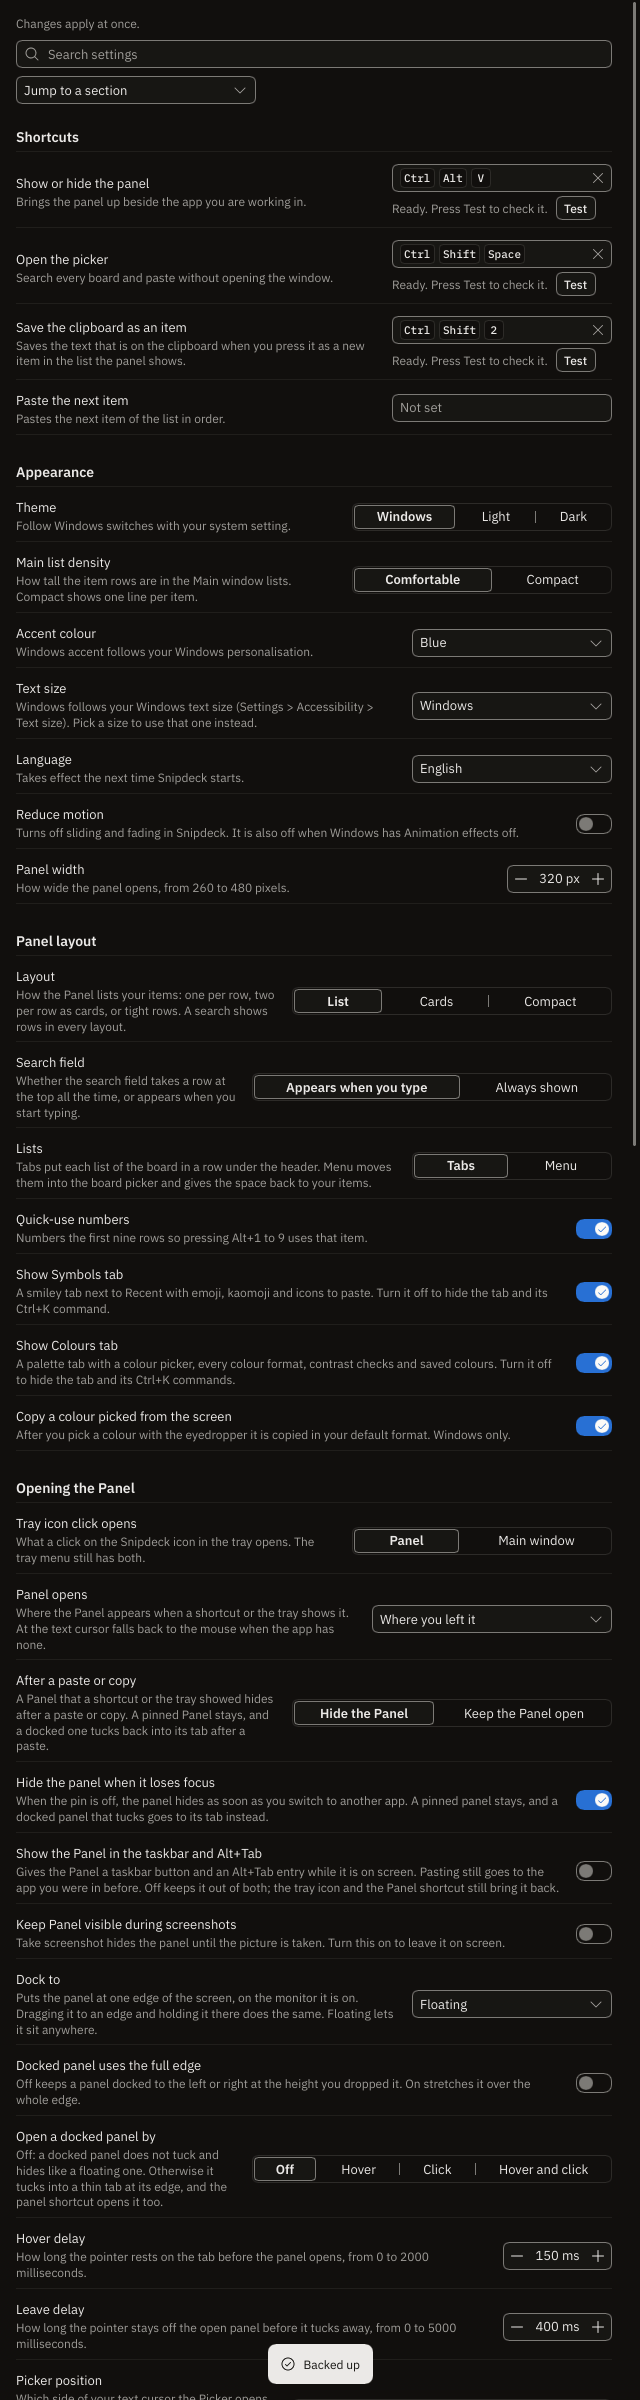 Changes apply at once.
Search settings
Jump to a section
Shortcuts
Show or hide the panel
Brings the panel up beside the app you are working in.
Ctrl Alt V
Ready. Press Test to check it. Test
Open the picker
Search every board and paste without opening the window.
Ctrl Shift Space
Ready. Press Test to check it. Test
Save the clipboard as an item
Saves the text that is on the clipboard when you press it as a new
item in the list the panel shows.
Ctrl Shift 2
Ready. Press Test to check it. Test
Paste the next item
Pastes the next item of the list in order.
Not set
Appearance
Theme
Follow Windows switches with your system setting.
Windows Light Dark
Main list density
How tall the item rows are in the Main window lists.
Compact shows one line per item.
Comfortable Compact
Accent colour
Windows accent follows your Windows personalisation.
Blue
Text size
Windows follows your Windows text size (Settings > Accessibility >
Text size). Pick a size to use that one instead.
Windows
Language
Takes effect the next time Snipdeck starts.
English
Reduce motion
Turns off sliding and fading in Snipdeck. It is also off when Windows has Animation effects off.
Panel width
How wide the panel opens, from 260 to 480 pixels.
320 px
Panel layout
Layout
How the Panel lists your items: one per row, two
per row as cards, or tight rows. A search shows
rows in every layout.
List Cards Compact
Search field
Whether the search field takes a row at
the top all the time, or appears when you
start typing.
Appears when you type Always shown
Lists
Tabs put each list of the board in a row under the header. Menu moves
them into the board picker and gives the space back to your items.
Tabs Menu
Quick-use numbers
Numbers the first nine rows so pressing Alt+1 to 9 uses that item.
Show Symbols tab
A smiley tab next to Recent with emoji, kaomoji and icons to paste. Turn it off to hide the tab and its
Ctrl+K command.
Show Colours tab
A palette tab with a colour picker, every colour format, contrast checks and saved colours. Turn it off
to hide the tab and its Ctrl+K commands.
Copy a colour picked from the screen
After you pick a colour with the eyedropper it is copied in your default format. Windows only.
Opening the Panel
Tray icon click opens
What a click on the Snipdeck icon in the tray opens. The
tray menu still has both.
Panel Main window
Panel opens
Where the Panel appears when a shortcut or the tray shows it.
At the text cursor falls back to the mouse when the app has
none.
Where you left it
After a paste or copy
A Panel that a shortcut or the tray showed hides
after a paste or copy. A pinned Panel stays, and
a docked one tucks back into its tab after a
paste.
Hide the Panel Keep the Panel open
Hide the panel when it loses focus
When the pin is off, the panel hides as soon as you switch to another app. A pinned panel stays, and a
docked panel that tucks goes to its tab instead.
Show the Panel in the taskbar and Alt+Tab
Gives the Panel a taskbar button and an Alt+Tab entry while it is on screen. Pasting still goes to the
app you were in before. Off keeps it out of both; the tray icon and the Panel shortcut still bring it back.
Keep Panel visible during screenshots
Take screenshot hides the panel until the picture is taken. Turn this on to leave it on screen.
Dock to
Puts the panel at one edge of the screen, on the monitor it is on.
Dragging it to an edge and holding it there does the same. Floating lets
it sit anywhere.
Floating
Docked panel uses the full edge
Off keeps a panel docked to the left or right at the height you dropped it. On stretches it over the
whole edge.
Open a docked panel by
Off: a docked panel does not tuck and
hides like a floating one. Otherwise it
tucks into a thin tab at its edge, and the
panel shortcut opens it too.
Off Hover Click Hover and click
Hover delay
How long the pointer rests on the tab before the panel opens, from 0 to 2000
milliseconds.
150 ms
Leave delay
How long the pointer stays off the open panel before it tucks away, from 0 to 5000
milliseconds.
400 ms
Backed up
Picker position
Which side of your text cursor the Picker opens